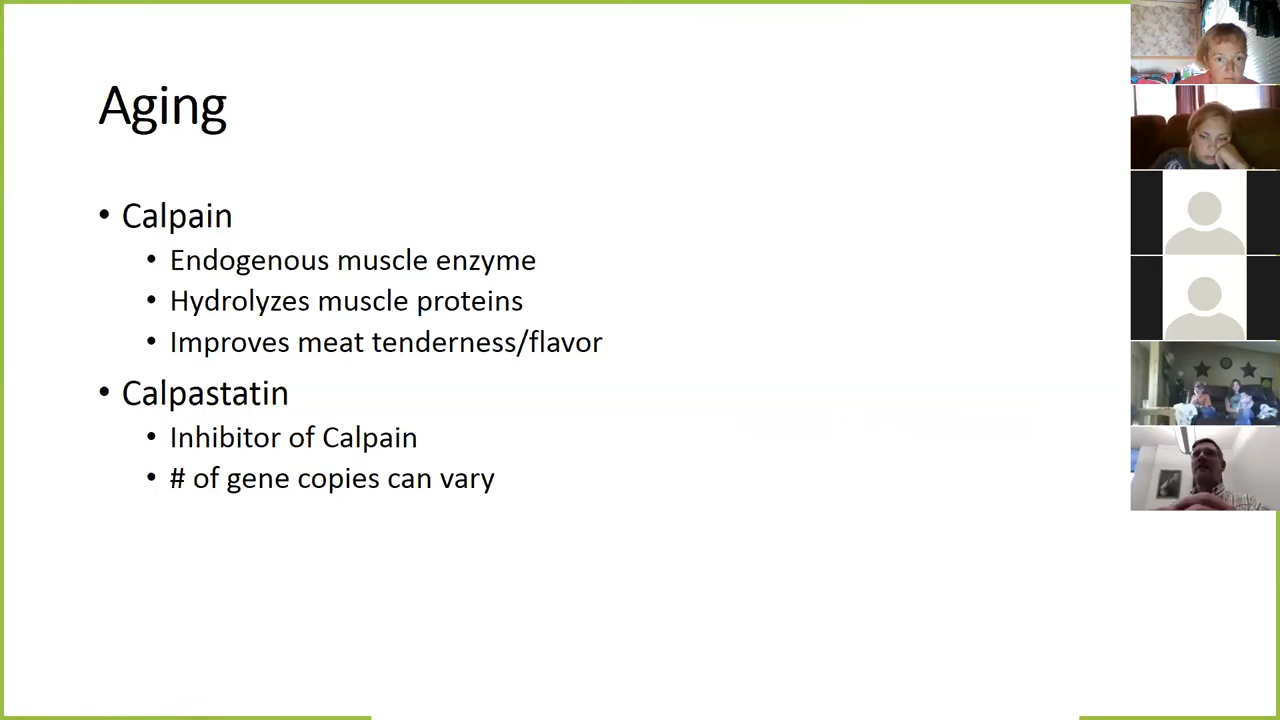 Aging
• Calpain
• Endogenous muscle enzyme
• Hydrolyzes muscle proteins
• Improves meat tenderness/flavor
• Calpastatin
• Inhibitor of Calpain
• # of gene copies can vary